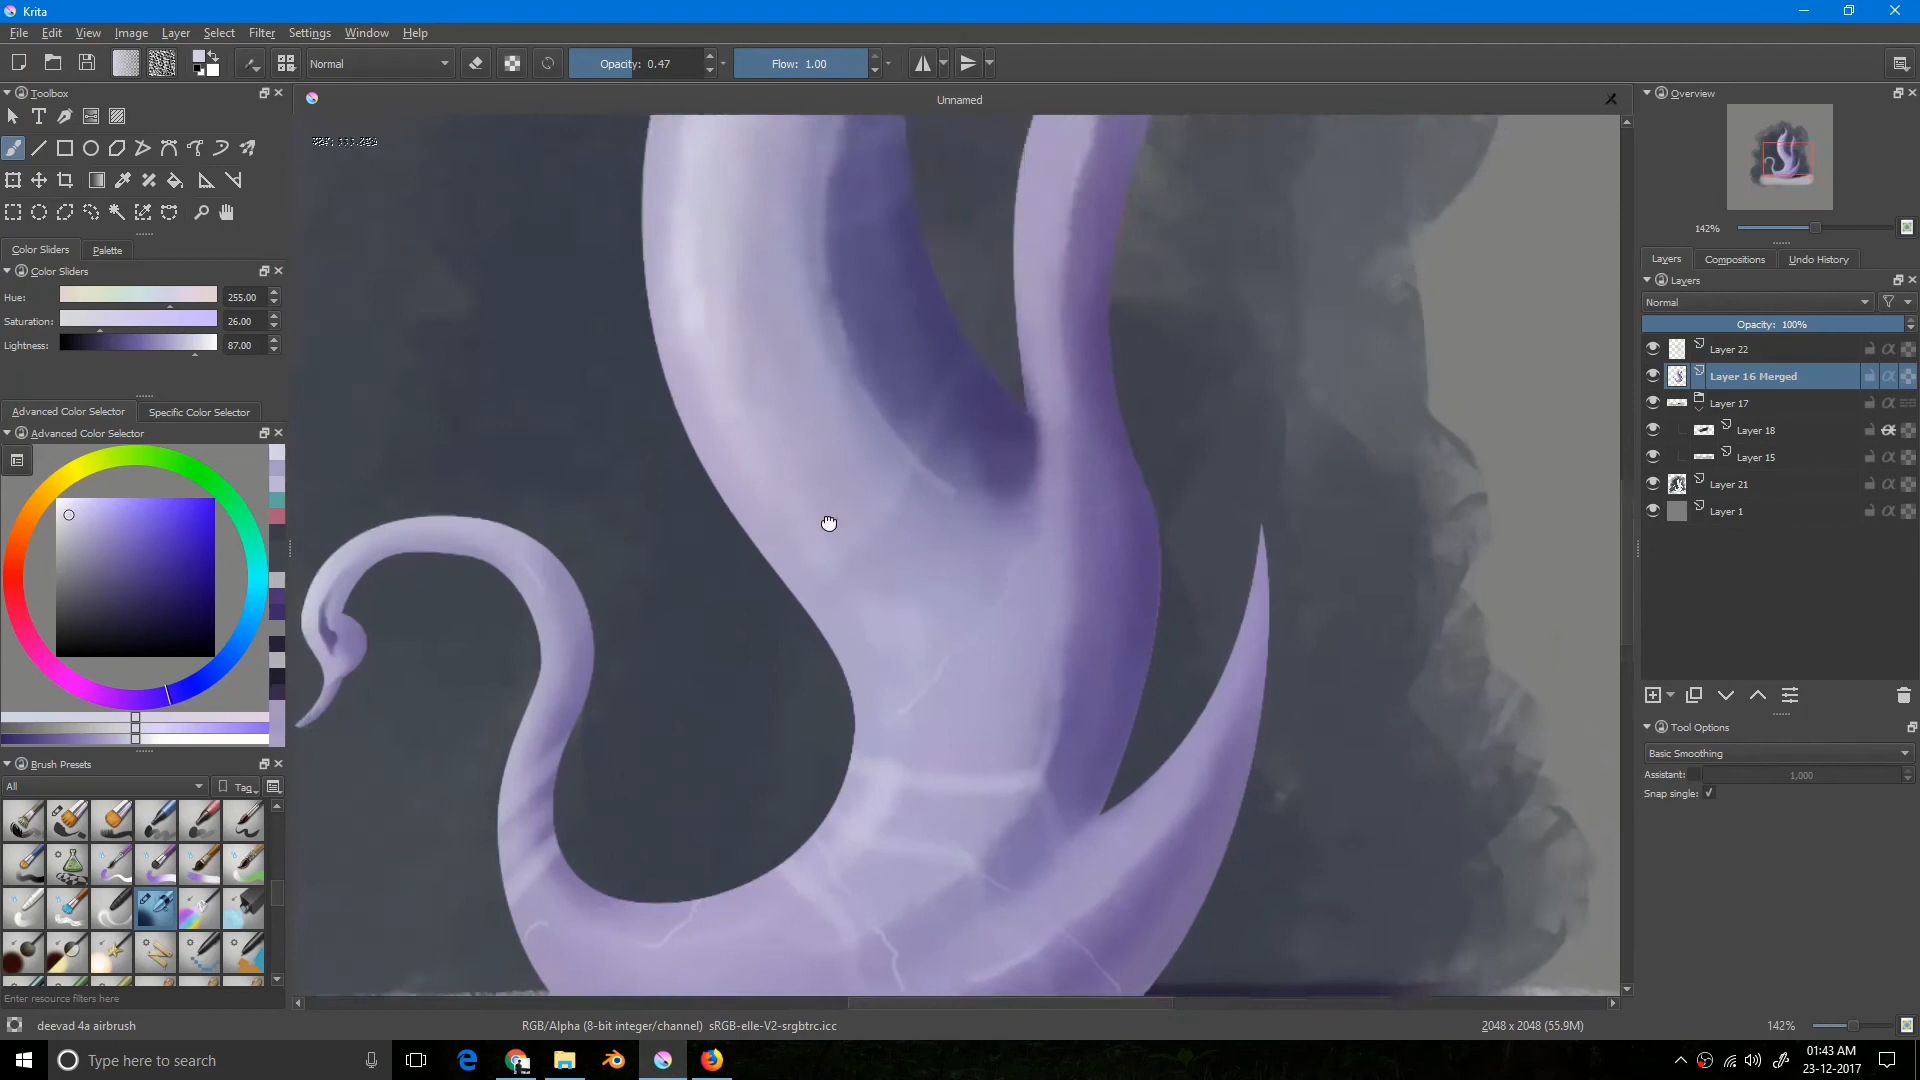 Krita
File Edit View Image Layer Select Filter Settings Window Help
Normal Opacity: 0.47 Flow: 1.00
Toolbox
Unnamed
Overview
142%
Color Sliders Palette
Color Sliders
Hue: 255.00
Saturation: 26.00
Lightness: 87.00
Advanced Color Selector Specific Color Selector
Advanced Color Selector
Brush Presets
All Tag
Enter resource filters here
deevad 4a airbrush
RGB/Alpha (8-bit integer/channel) sRGB-elle-V2-srgbtrc.icc
2048 x 2048 (55.9M)
142%
Layers Compositions Undo History
Layers
Normal
Opacity: 100%
Layer 22
Layer 16 Merged
Layer 17
Layer 18
Layer 15
Layer 21
Layer 1
Tool Options
Basic Smoothing
Assistant: 1,000
Snap single:
Type here to search
01:43 AM
23-12-2017